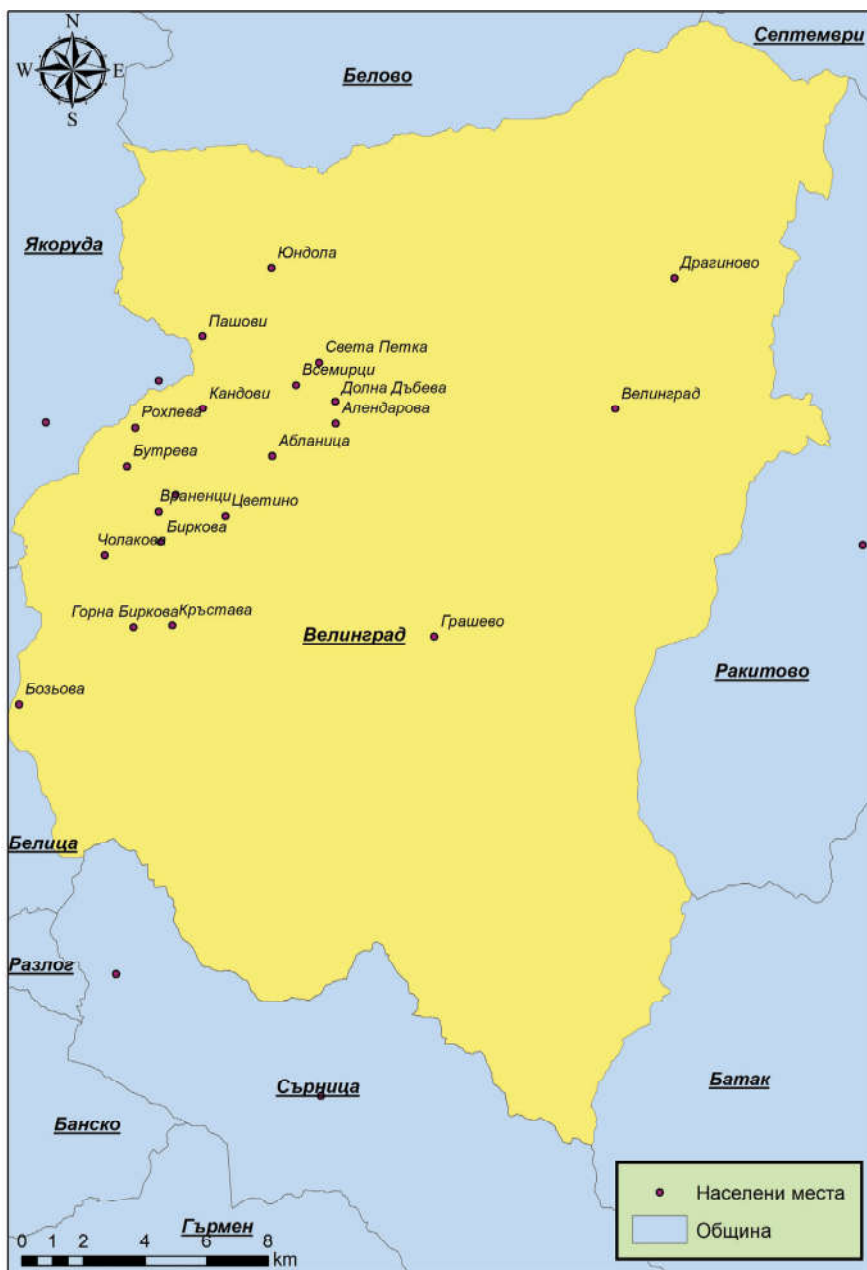 N
W E
S
Септември
Белово
Якоруда
Юндола
Драгиново
Пашови
Света Петка
Всемирци
Долна Дъбева
Кандови
Велинград
Рохлева
Алендарова
Бутрева
Абланица
Враненци
Цветино
Биркова
Чолакова
Горна Биркова
Кръстава
Велинград
Грашево
Ракитово
Бозьова
Белица
Разлог
Сърница
Батак
Банско
Гърмен
0 1 2 4 6 8
km
Населени места
Община